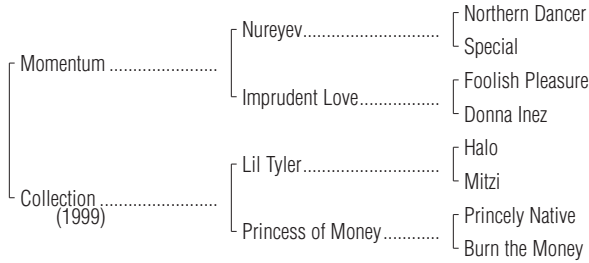 Northern Dancer
Nureyev
Special
Momentum
Foolish Pleasure
Imprudent Love
Donna Inez
Halo
Lil Tyler
Mitzi
Collection
(1999)
Princely Native
Princess of Money
Burn the Money